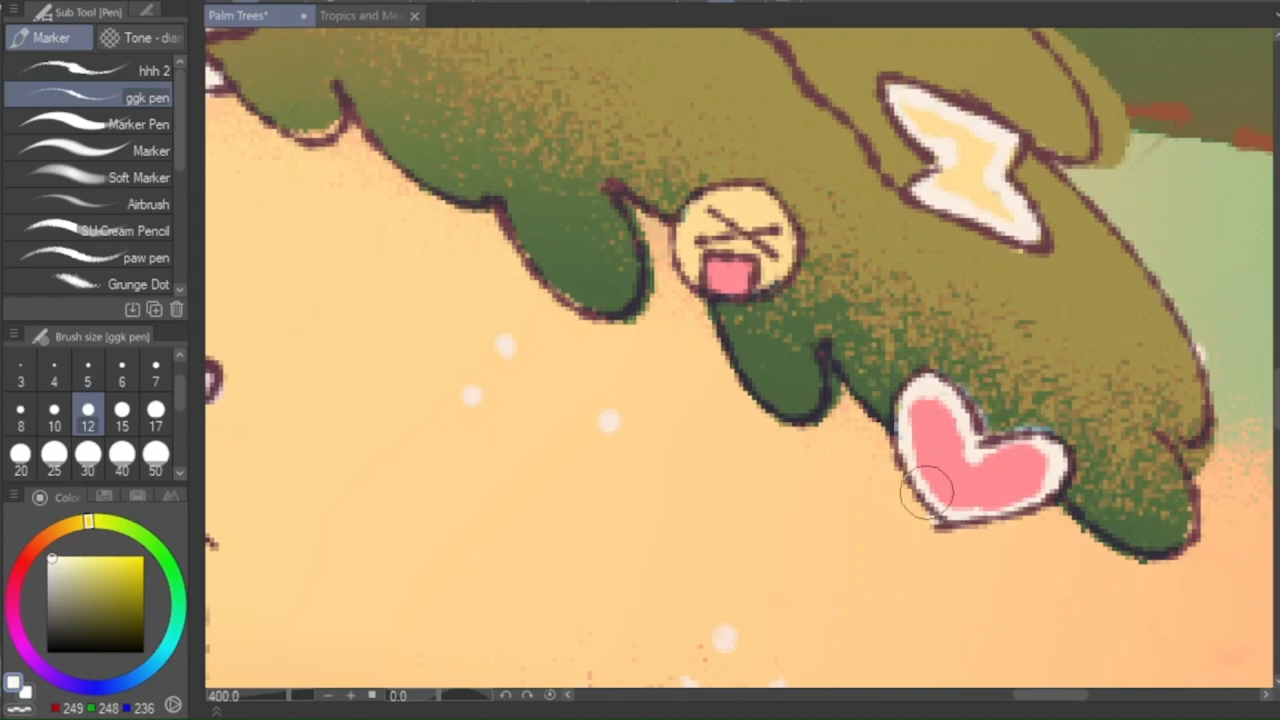 Sub Tool [Pen]
Palm Trees*
Tropics and Me
Marker
Tone - dia
hhh 2
ggk pen
Marker Pen
Marker
Soft Marker
Airbrush
SU-Cream Pencil
paw pen
Grunge Dot
Brush size [ggk pen]
3 4 5 6 7
8 10 12 15 17
20 25 30 40 50
Color
249 248 236
400.0
0.0